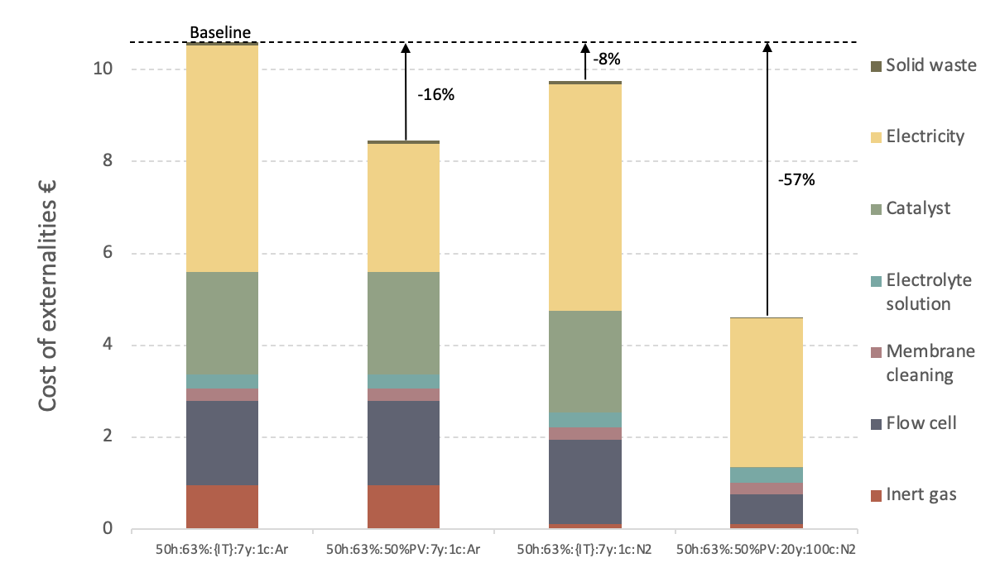 Baseline
-8%
-16%
-57%
Cost of externalities €
10
8
6
4
2
0
50h:63%:{IT}:7y:1c:Ar
50h:63%:50%PV:7y:1c:Ar
50h:63%:{IT}:7y:1c:N2
50h:63%:50%PV:20y:100c:N2
Solid waste
Electricity
Catalyst
Electrolyte
solution
Membrane
cleaning
Flow cell
Inert gas